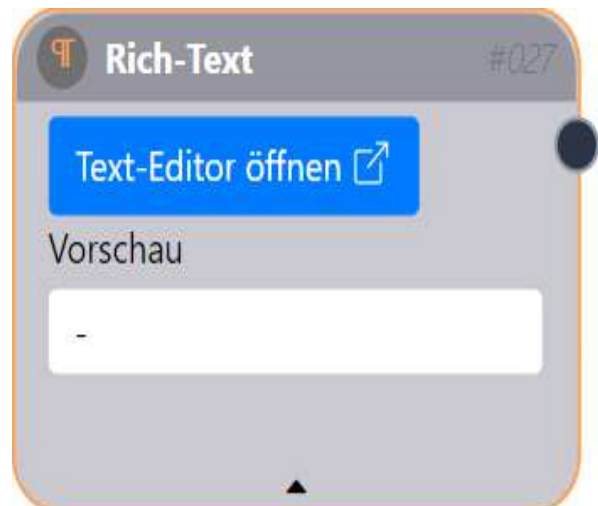 ¶ Rich-Text #027
Text-Editor öffnen
Vorschau
-